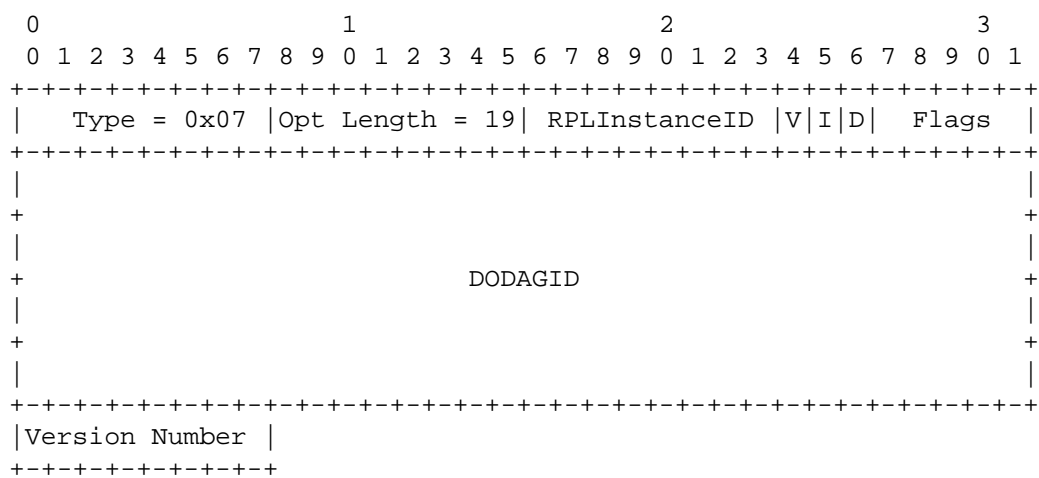 0                   1                   2                   3
 0 1 2 3 4 5 6 7 8 9 0 1 2 3 4 5 6 7 8 9 0 1 2 3 4 5 6 7 8 9 0 1
+-+-+-+-+-+-+-+-+-+-+-+-+-+-+-+-+-+-+-+-+-+-+-+-+-+-+-+-+-+-+-+-+
|   Type = 0x07 |Opt Length = 19| RPLInstanceID |V|I|D|  Flags  |
+-+-+-+-+-+-+-+-+-+-+-+-+-+-+-+-+-+-+-+-+-+-+-+-+-+-+-+-+-+-+-+-+
|                                                               |
+                                                               +
|                                                               |
+                            DODAGID                            +
|                                                               |
+                                                               +
|                                                               |
+-+-+-+-+-+-+-+-+-+-+-+-+-+-+-+-+-+-+-+-+-+-+-+-+-+-+-+-+-+-+-+-+
|Version Number |
+-+-+-+-+-+-+-+-+